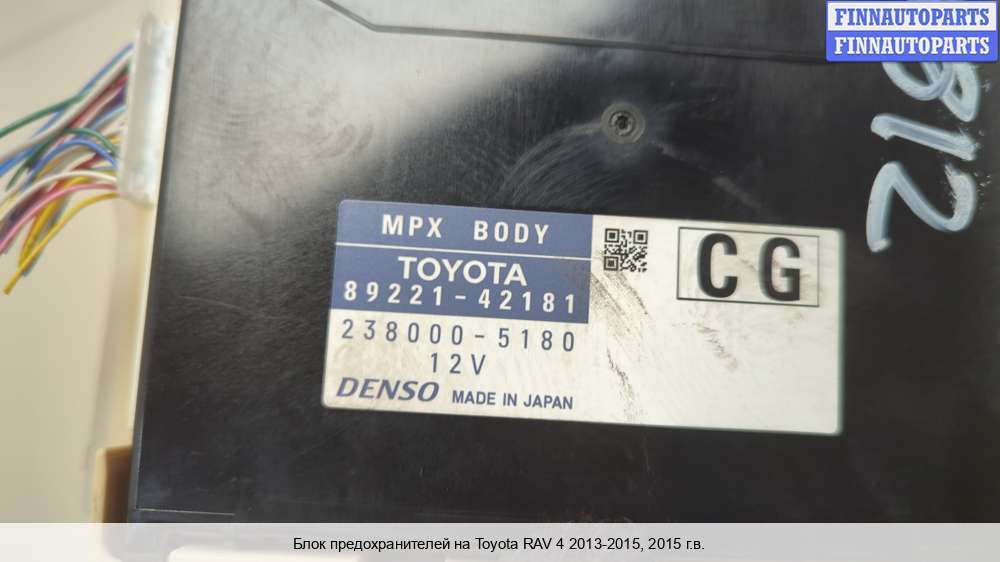 FINNAUTOPARTS
FINNAUTOPARTS
812
MPX BODY
CG
TOYOTA
89221-42181
238000-5180
12V
DENSO MADE IN JAPAN
Блок предохранителей на Toyota RAV 4 2013-2015, 2015 г.в.